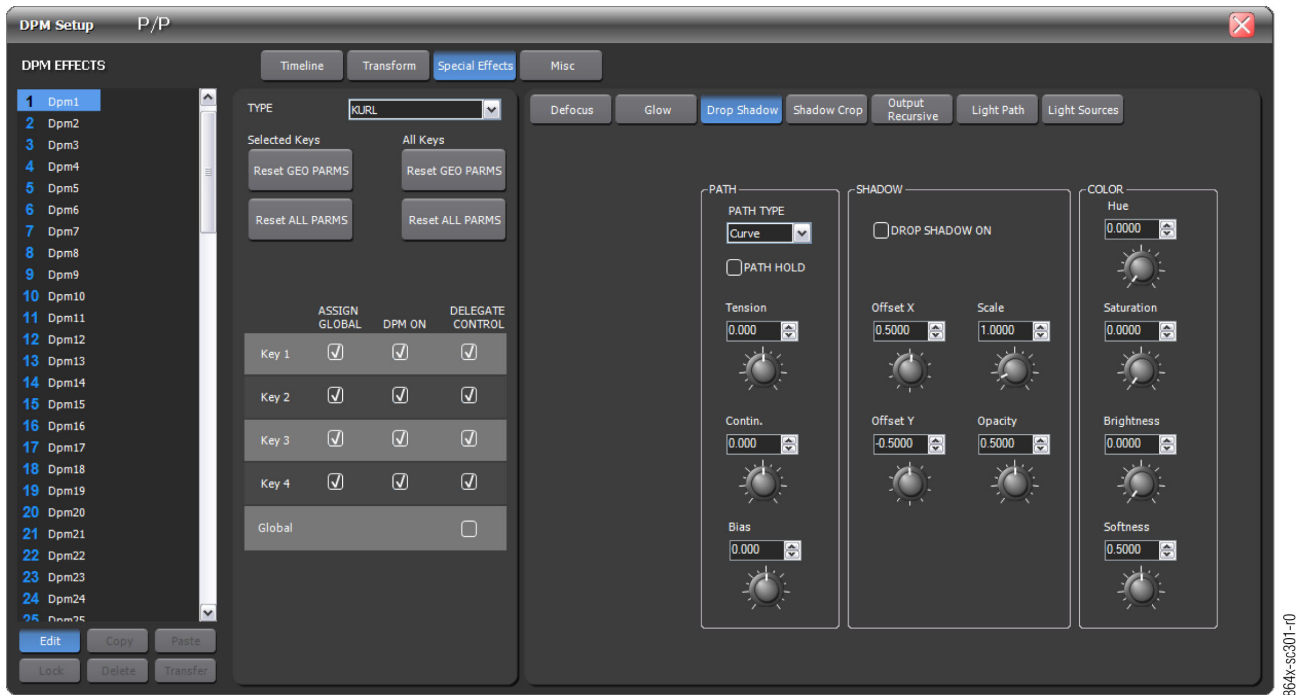 DPM Setup P/P
DPM EFFECTS
Timeline Transform Special Effects Misc
1 Dpm1
2 Dpm2
3 Dpm3
4 Dpm4
5 Dpm5
6 Dpm6
7 Dpm7
8 Dpm8
9 Dpm9
10 Dpm10
11 Dpm11
12 Dpm12
13 Dpm13
14 Dpm14
15 Dpm15
16 Dpm16
17 Dpm17
18 Dpm18
19 Dpm19
20 Dpm20
21 Dpm21
22 Dpm22
23 Dpm23
24 Dpm24
25 Dpm25
Edit Copy Paste
Lock Delete Transfer
TYPE KURL
Selected Keys All Keys
Reset GEO PARMS Reset GEO PARMS
Reset ALL PARMS Reset ALL PARMS
ASSIGN GLOBAL DPM ON DELEGATE CONTROL
Key 1
Key 2
Key 3
Key 4
Global
Defocus Glow Drop Shadow Shadow Crop Output Recursive Light Path Light Sources
PATH
PATH TYPE
Curve
PATH HOLD
Tension
0.000
Contin.
0.000
Bias
0.000
SHADOW
DROP SHADOW ON
Offset X Scale
0.5000 1.0000
Offset Y Opacity
-0.5000 0.5000
COLOR
Hue
0.0000
Saturation
0.0000
Brightness
0.0000
Softness
0.5000
864x-sc301-r0